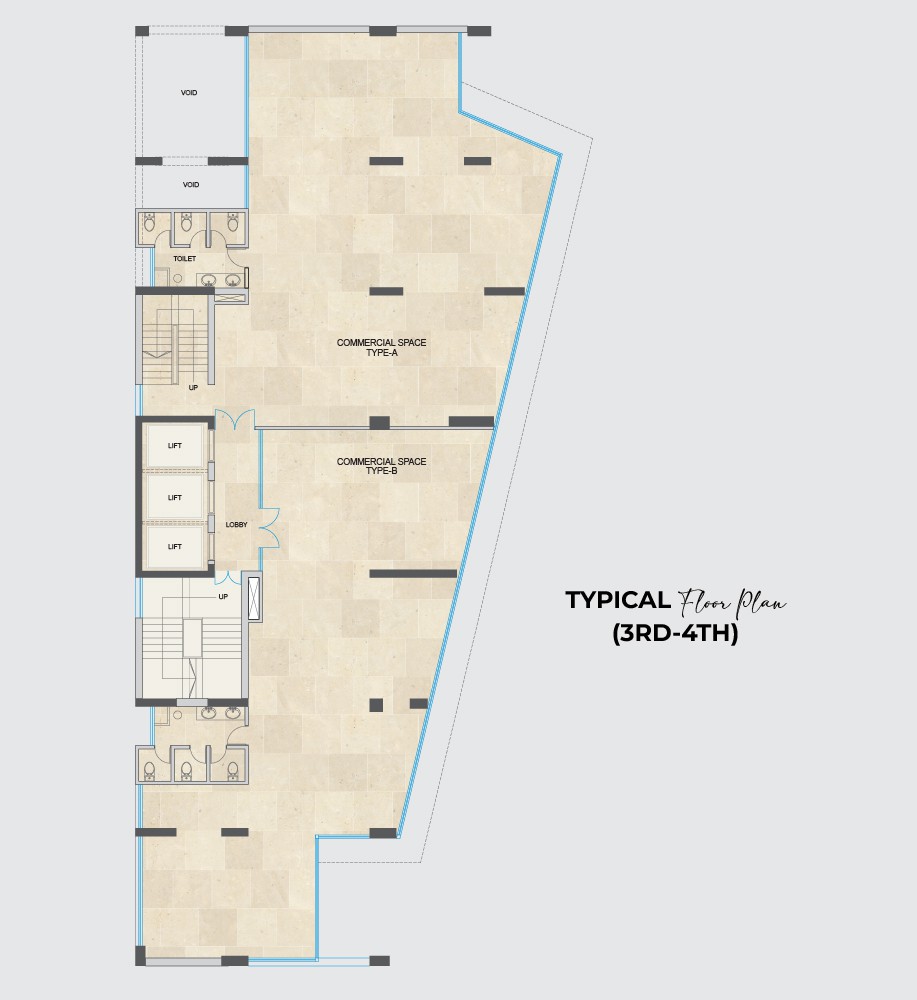 VOID
VOID
TOILET
COMMERCIAL SPACE
TYPE-A
UP
LIFT
COMMERCIAL SPACE
TYPE-B
LIFT
LOBBY
LIFT
UP
TYPICAL Floor Plan
(3RD-4TH)